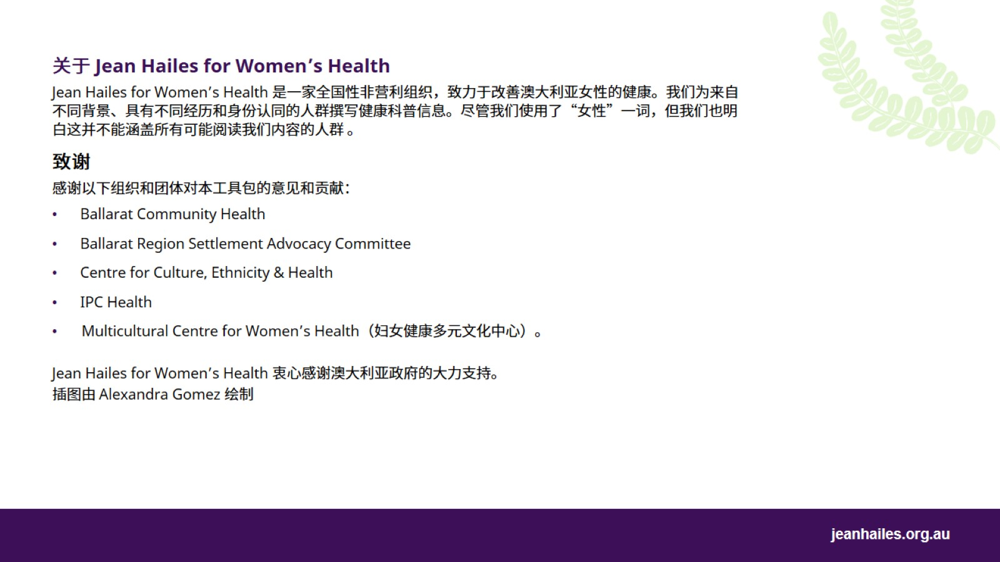 关于 Jean Hailes for Women’s Health
Jean Hailes for Women’s Health 是一家全国性非营利组织，致力于改善澳大利亚女性的健康。我们为来自
不同背景、具有不同经历和身份认同的人群撰写健康科普信息。尽管我们使用了“女性”一词，但我们也明
白这并不能涵盖所有可能阅读我们内容的人群 。
致谢
感谢以下组织和团体对本工具包的意见和贡献：
• Ballarat Community Health
• Ballarat Region Settlement Advocacy Committee
• Centre for Culture, Ethnicity & Health
• IPC Health
• Multicultural Centre for Women’s Health（妇女健康多元文化中心）。
Jean Hailes for Women’s Health 衷心感谢澳大利亚政府的大力支持。
插图由 Alexandra Gomez 绘制
jeanhailes.org.au